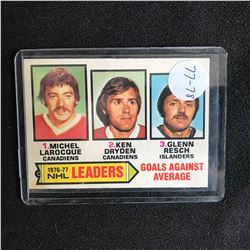 77-78
1.MICHEL
LAROCQUE
CANADIENS
2.KEN
DRYDEN
CANADIENS
3.GLENN
RESCH
ISLANDERS
1976-77
NHL
LEADERS
GOALS AGAINST
AVERAGE